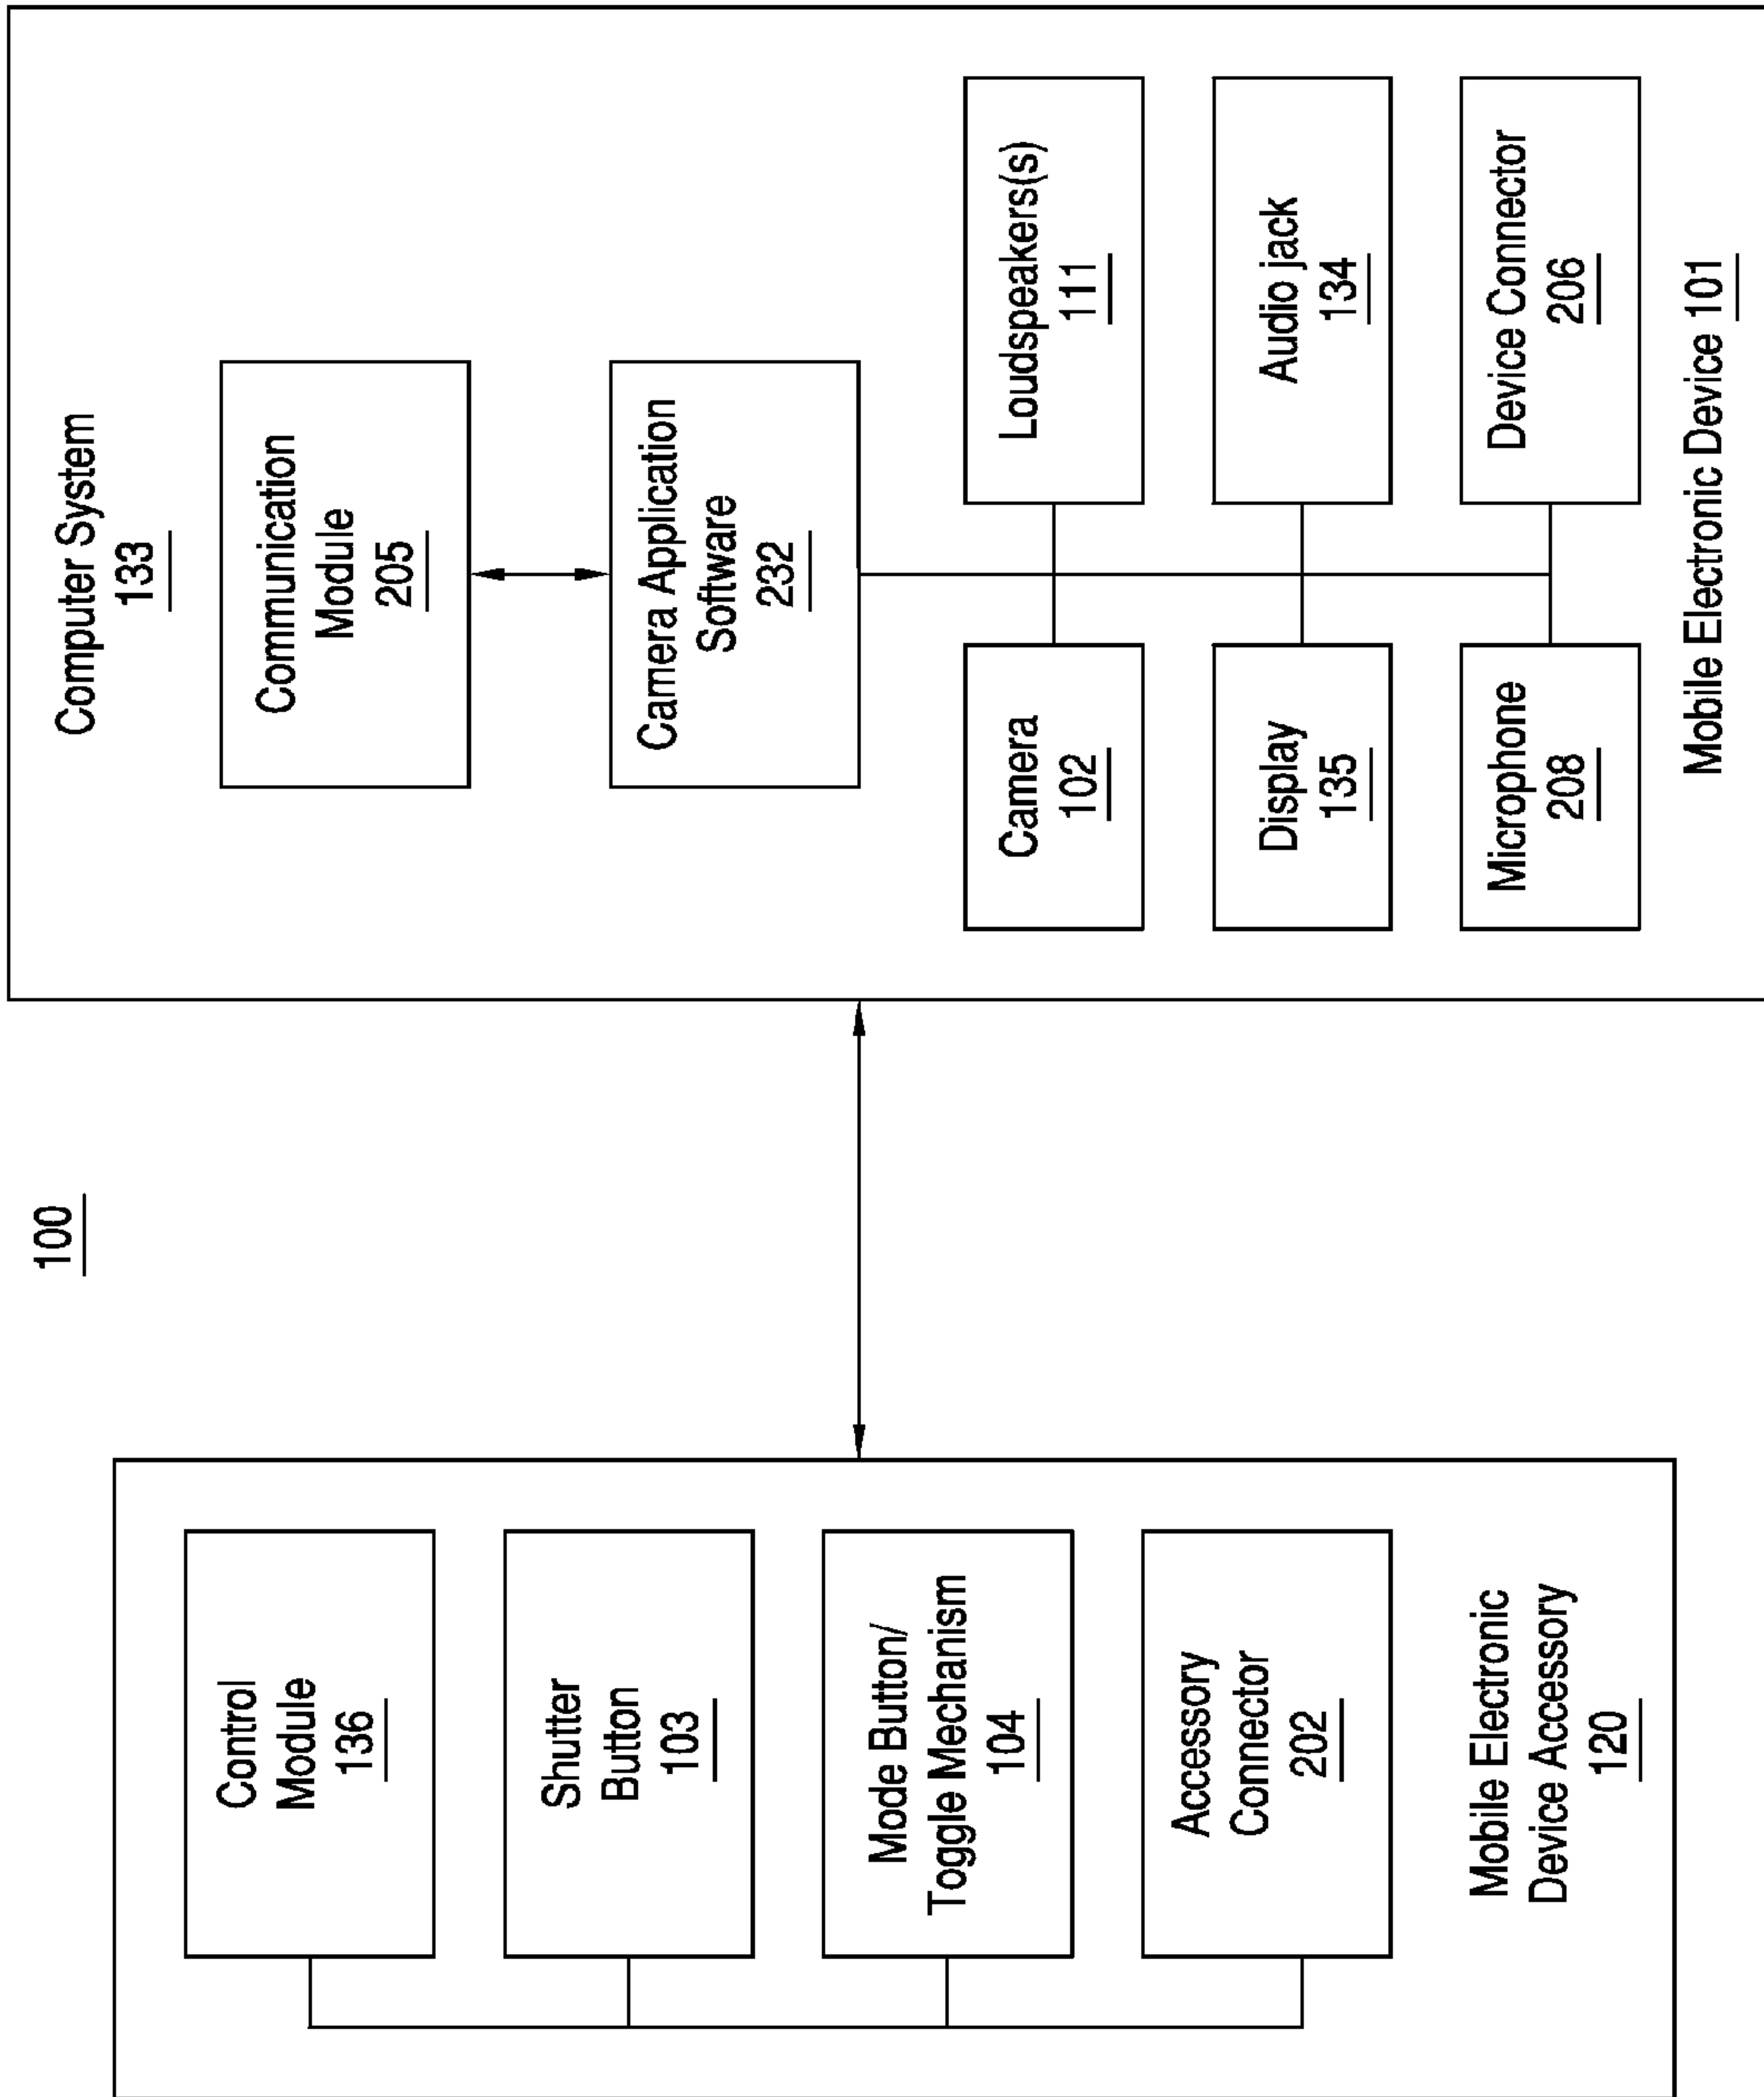 100
Control
Module
136
Shutter
Button
103
Mode Button/
Toggle Mechanism
104
Accessory
Connector
202
Mobile Electronic
Device Accessory
120
Computer System
133
Communication
Module
205
Camera Application
Software
232
Camera
102
Loudspeakers(s)
111
Display
135
Audio jack
134
Microphone
208
Device Connector
206
Mobile Electronic Device 101